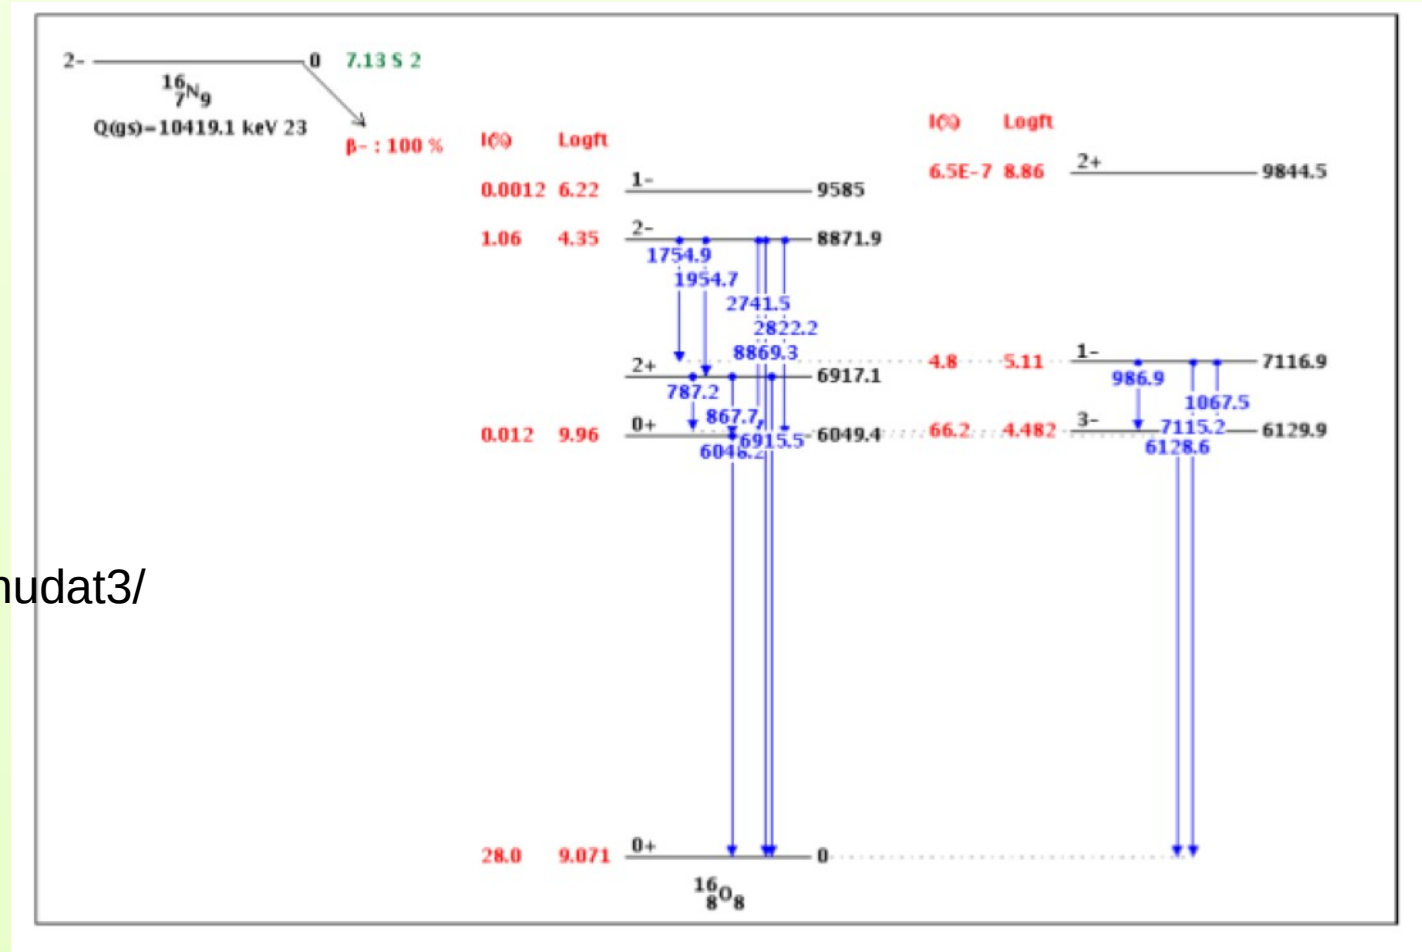 2- 0 7.13 S 2
16 7 N 9
Q(gs)=10419.1 keV 23
β- : 100 %
I(%) Logft
I(%) Logft
6.5E-7 8.86 2+ 9844.5
0.0012 6.22 1- 9585
1.06 4.35 2- 8871.9
1754.9
1954.7
2741.5
2822.2
8869.3
4.8 5.11 1- 7116.9
2+ 6917.1
986.9
787.2
1067.5
867.7
0.012 9.96 0+ 6049.4
66.2 4.482 3- 6129.9
7115.2
6915.5
6128.6
nudat3/
28.0 9.071 0+ 0
16 8 O 8